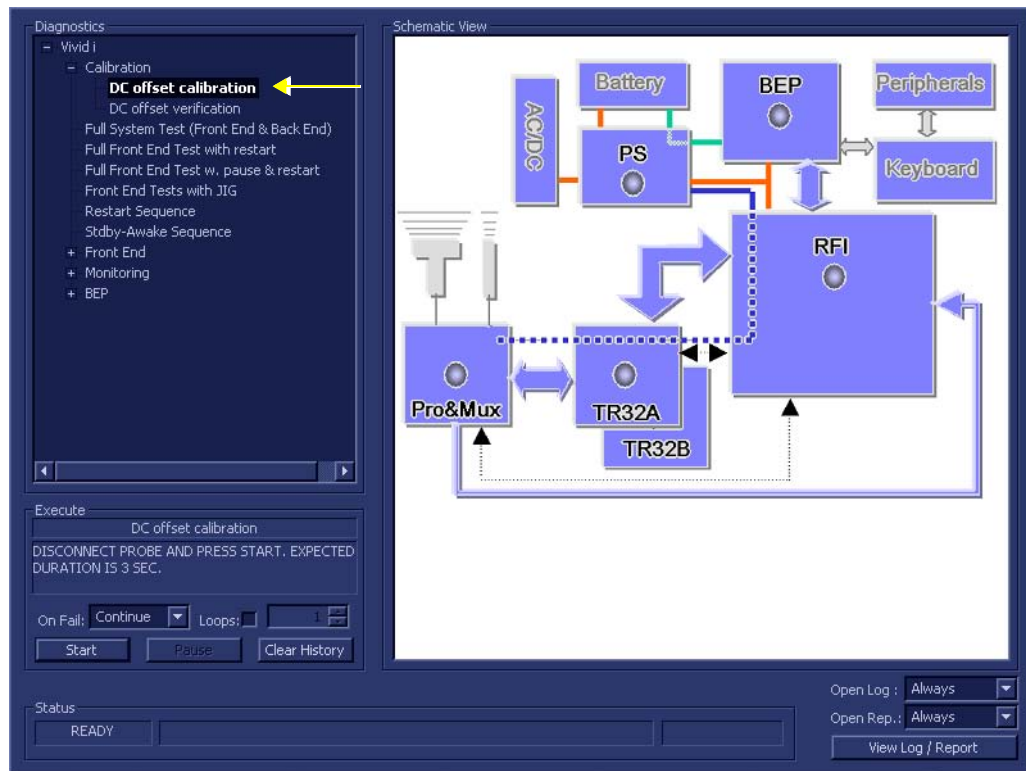 Diagnostics
Vivid i
Calibration
DC offset calibration
DC offset verification
Full System Test (Front End & Back End)
Full Front End Test with restart
Full Front End Test w. pause & restart
Front End Tests with JIG
Restart Sequence
Stdby-Awake Sequence
Front End
Monitoring
BEP
Execute
DC offset calibration
DISCONNECT PROBE AND PRESS START. EXPECTED
DURATION IS 3 SEC.
On Fail: Continue Loops: 1
Start Pause Clear History
Schematic View
Battery
BEP
Peripherals
AC/DC
PS
Keyboard
RFI
Pro&Mux
TR32A
TR32B
Status
READY
Open Log : Always
Open Rep.: Always
View Log / Report